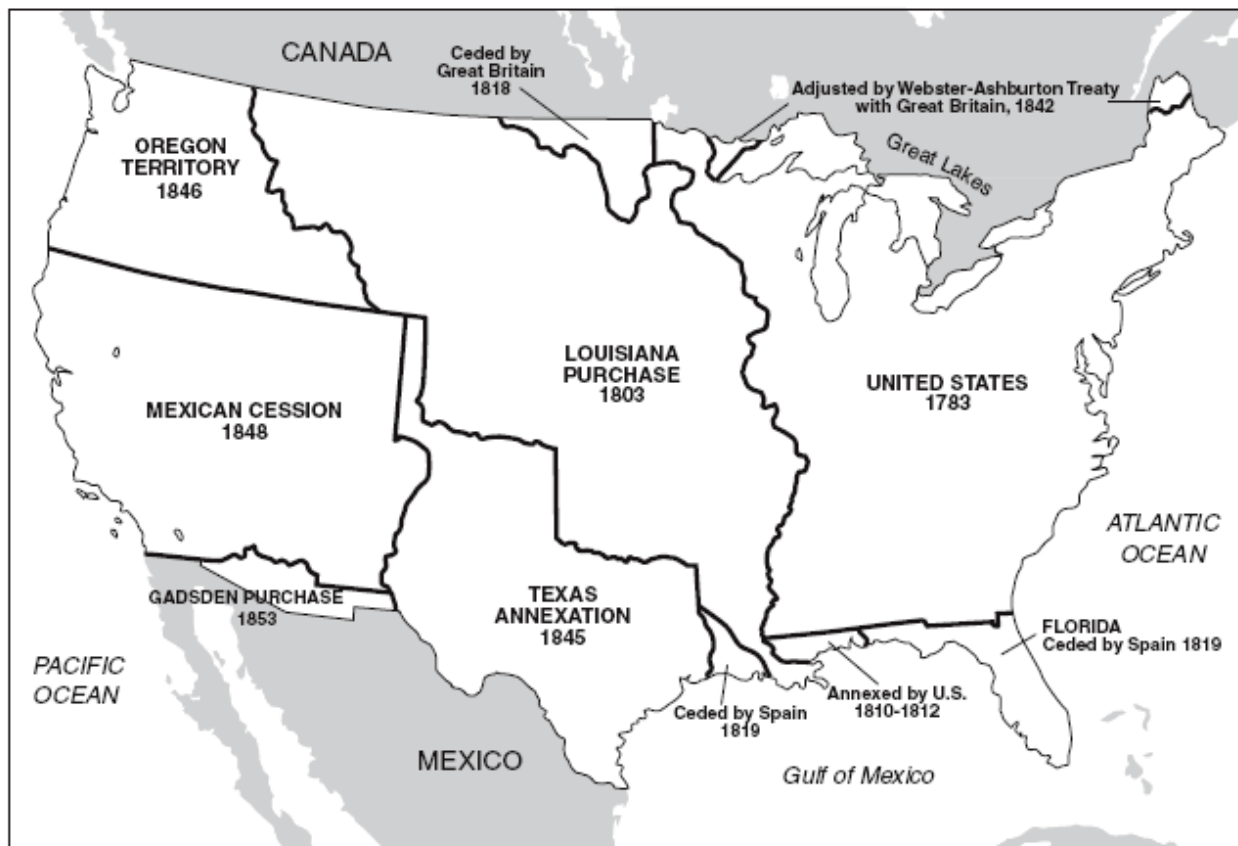 CANADA
Ceded by
Great Britain
1818
Adjusted by Webster-Ashburton Treaty
with Great Britain, 1842
Great Lakes
OREGON
TERRITORY
1846
LOUISIANA
PURCHASE
1803
UNITED STATES
1783
MEXICAN CESSION
1848
ATLANTIC
OCEAN
GADSDEN PURCHASE
1853
TEXAS
ANNEXATION
1845
FLORIDA
Ceded by Spain 1819
PACIFIC
OCEAN
Annexed by U.S.
1810-1812
Ceded by Spain
1819
MEXICO
Gulf of Mexico